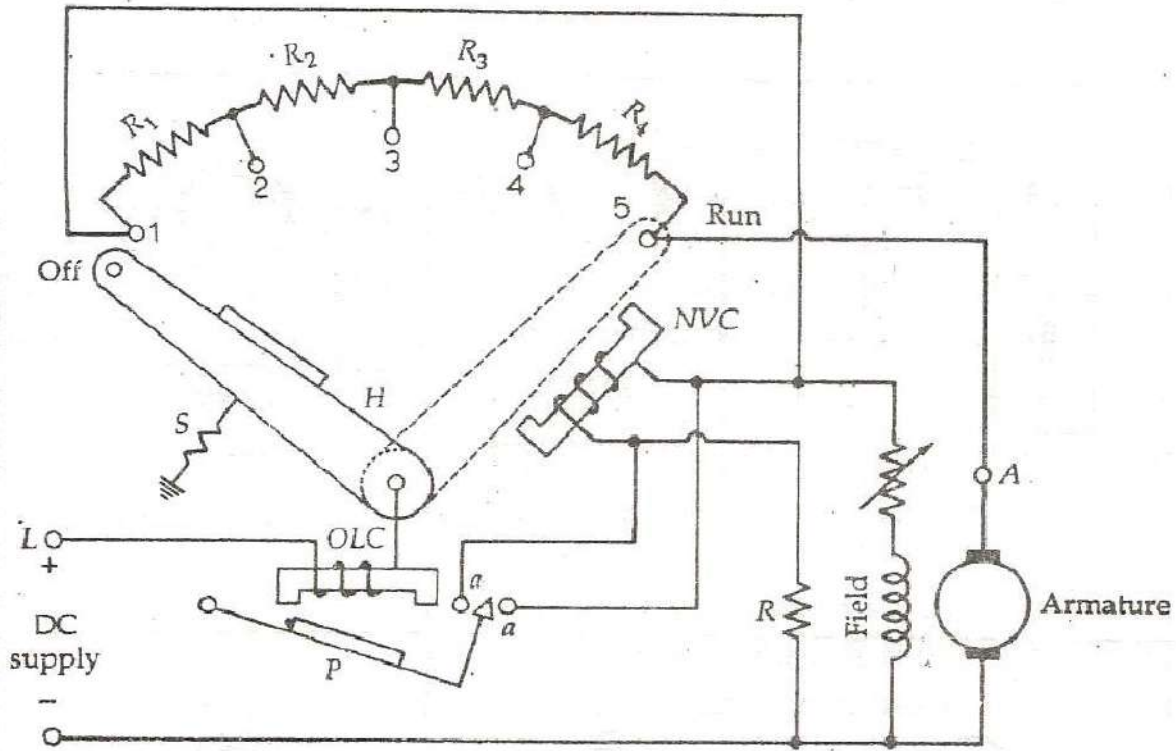 R₂
R₃
R₁
R₄
2
3
4
1
5
Run
Off
NVC
H
S
A
L
+
OLC
a
a
DC
supply
P
R
Field
Armature
−